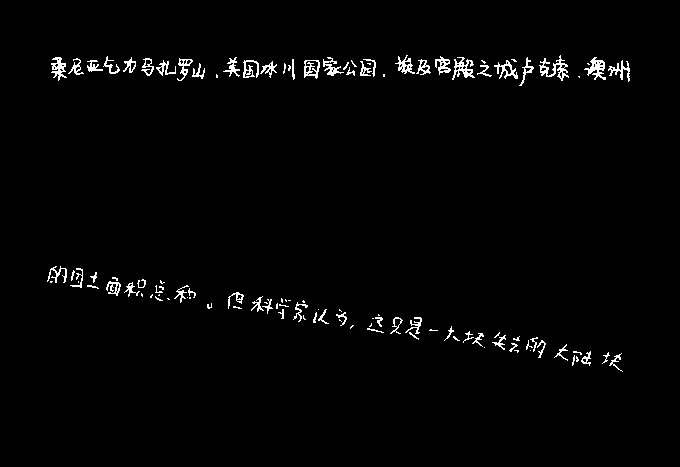 桑尼亚乞力马扎罗山，美国冰川国家公园，埃及宫殿之城卢克索，澳洲
的国土面积总和。但科学家认为，这只是一大块失去的大陆块